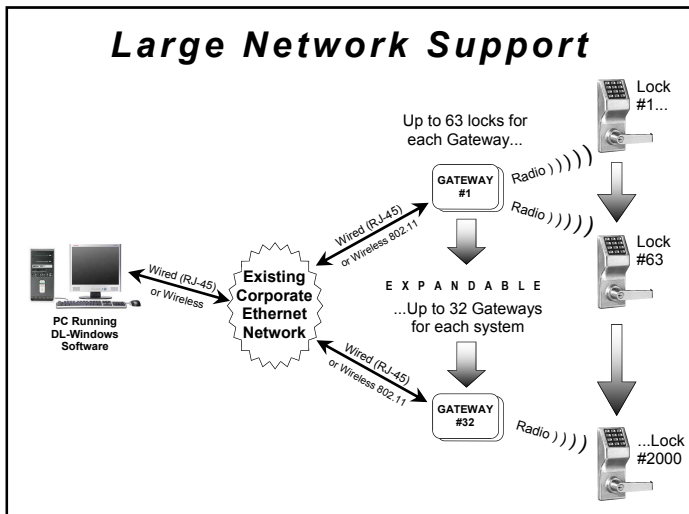 Large Network Support
Up to 63 locks for
each Gateway...
Lock
#1...
GATEWAY
#1
Radio ) ) ) ) )
Radio ) ) ) ) )
Lock
#63
Wired (RJ-45)
or Wireless 802.11
Wired (RJ-45)
or Wireless
PC Running
DL-Windows
Software
Existing
Corporate
Ethernet
Network
E X P A N D A B L E
...Up to 32 Gateways
for each system
Wired (RJ-45)
or Wireless 802.11
GATEWAY
#32
Radio ) ) ) ) )
...Lock
#2000